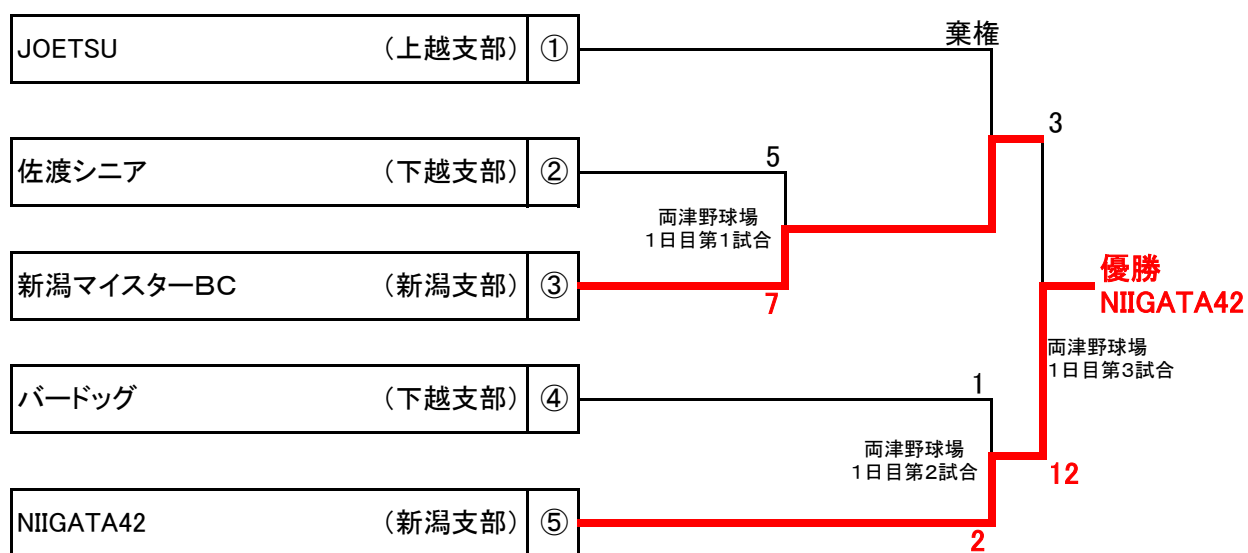 JOETSU （上越支部） ①
棄権
3
佐渡シニア （下越支部） ②
5
両津野球場
１日目第１試合
新潟マイスターＢＣ （新潟支部） ③
7
優勝
NIIGATA42
両津野球場
１日目第３試合
バードッグ （下越支部） ④
1
両津野球場
１日目第２試合
12
NIIGATA42 （新潟支部） ⑤
2